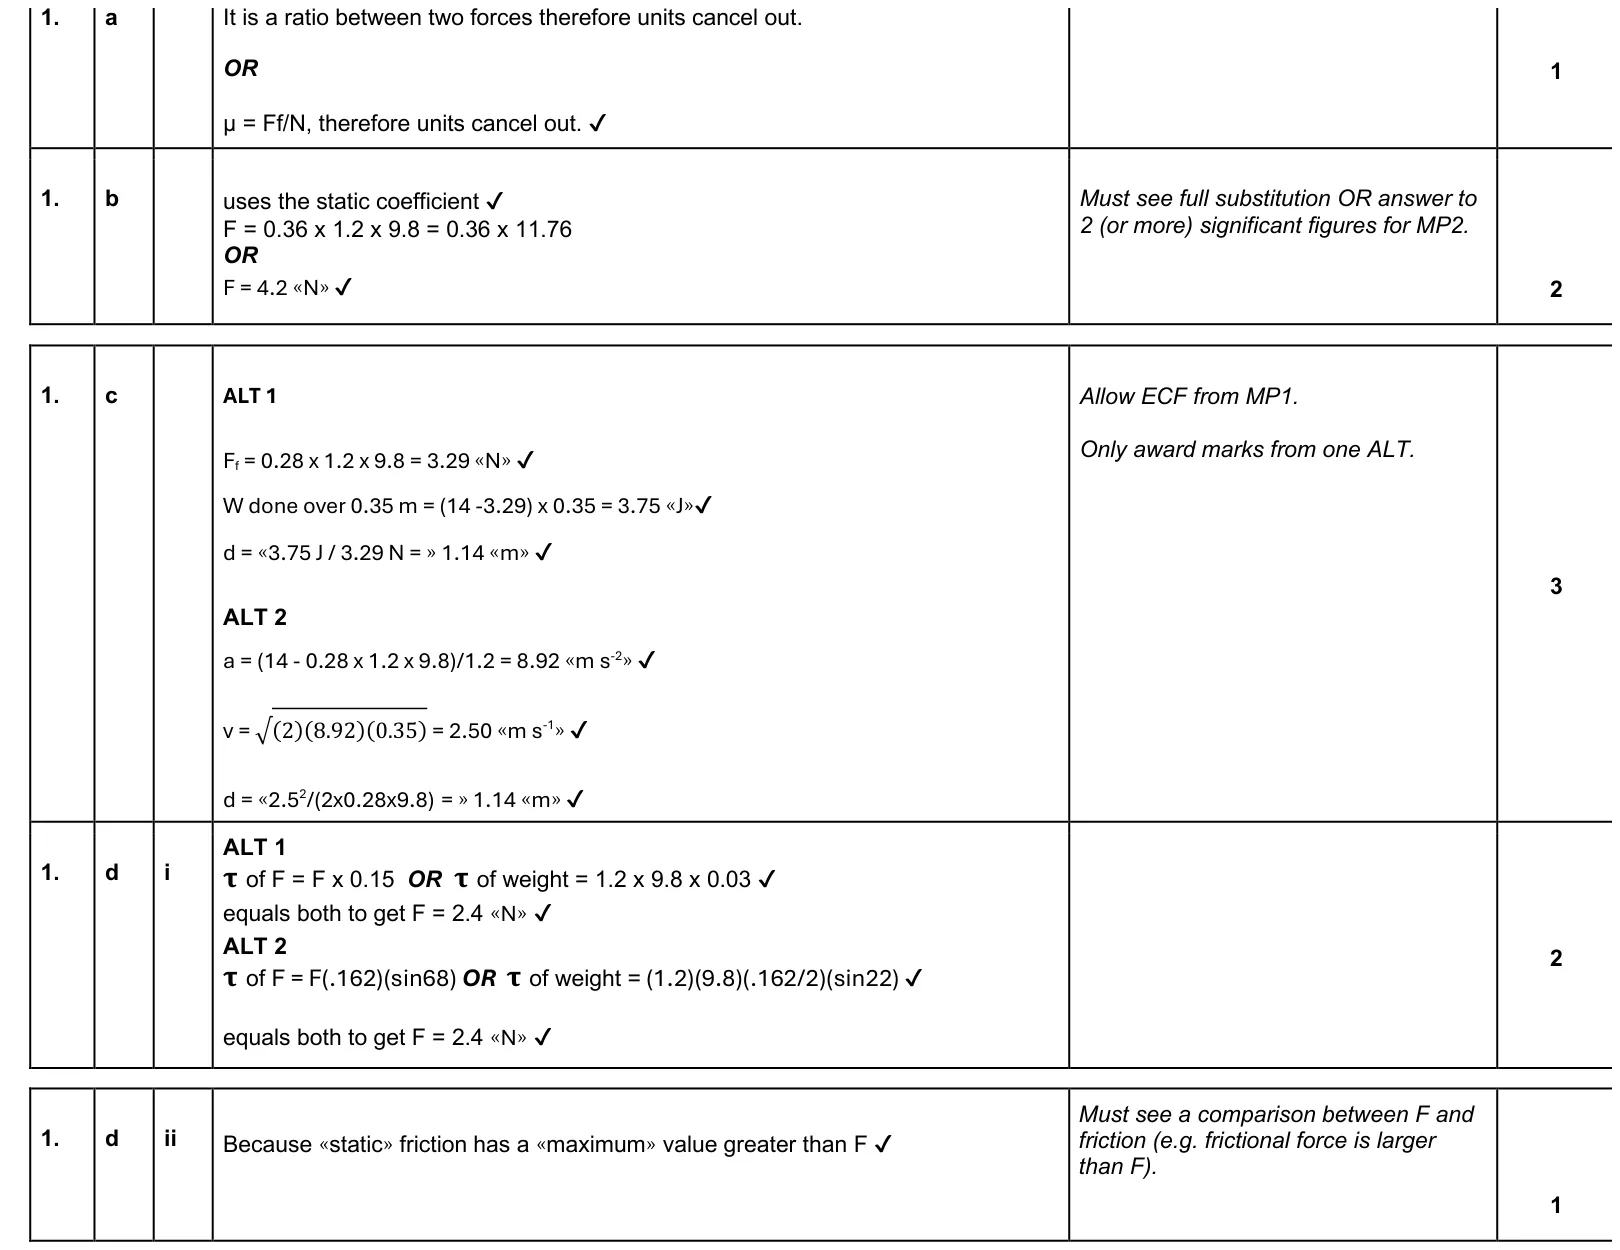 1. a It is a ratio between two forces therefore units cancel out.
OR
1
µ = Ff/N, therefore units cancel out. ✓
1. b uses the static coefficient ✓ Must see full substitution OR answer to
F = 0.36 x 1.2 x 9.8 = 0.36 x 11.76 2 (or more) significant figures for MP2.
OR
F = 4.2 «N» ✓ 2
1. c ALT 1 Allow ECF from MP1.
Only award marks from one ALT.
Ff = 0.28 x 1.2 x 9.8 = 3.29 «N» ✓
W done over 0.35 m = (14 -3.29) x 0.35 = 3.75 «J»✓
d = «3.75 J / 3.29 N = » 1.14 «m» ✓
3
ALT 2
a = (14 - 0.28 x 1.2 x 9.8)/1.2 = 8.92 «m s⁻²» ✓
v = √(2)(8.92)(0.35) = 2.50 «m s⁻¹» ✓
d = «2.5²/(2x0.28x9.8) = » 1.14 «m» ✓
ALT 1
1. d i τ of F = F x 0.15 OR τ of weight = 1.2 x 9.8 x 0.03 ✓
equals both to get F = 2.4 «N» ✓
ALT 2
2
τ of F = F(.162)(sin68) OR τ of weight = (1.2)(9.8)(.162/2)(sin22) ✓
equals both to get F = 2.4 «N» ✓
1. d ii Because «static» friction has a «maximum» value greater than F ✓
Must see a comparison between F and
friction (e.g. frictional force is larger
than F).
1